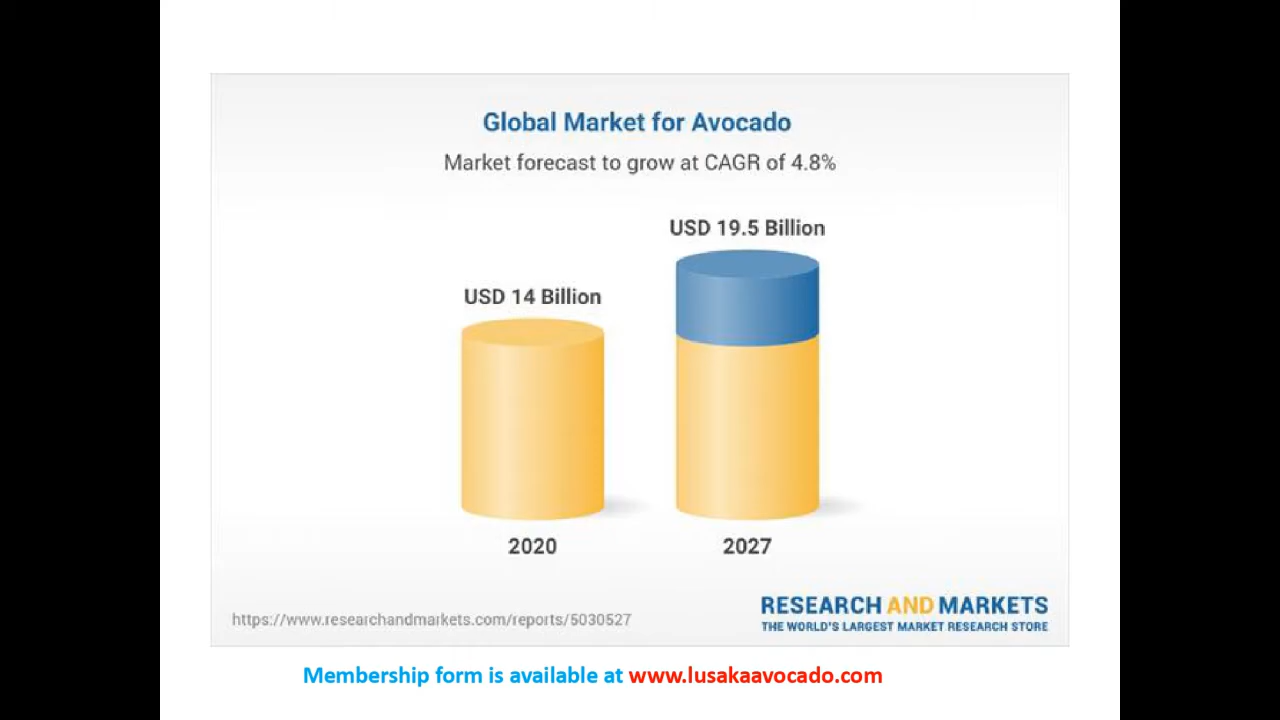 Global Market for Avocado
Market forecast to grow at CAGR of 4.8%
USD 19.5 Billion
USD 14 Billion
2020
2027
https://www.researchandmarkets.com/reports/5030527
RESEARCH AND MARKETS
THE WORLD'S LARGEST MARKET RESEARCH STORE
Membership form is available at www.lusakaavocado.com